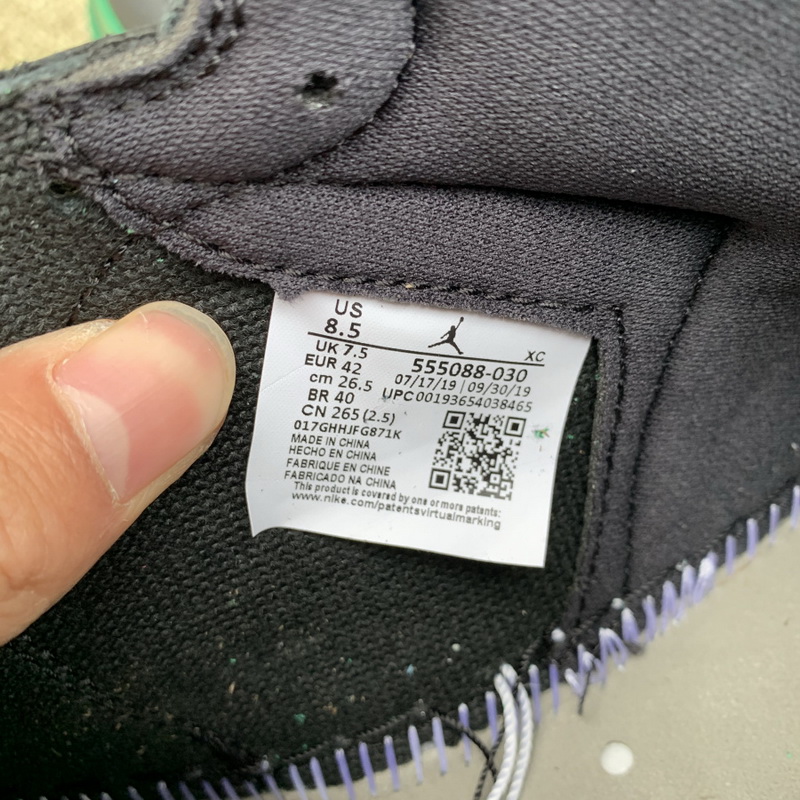 US
8.5
UK 7.5
EUR 42
cm 26.5
BR 40
CN 265 (2.5)
017GHHJFG871K
MADE IN CHINA
HECHO EN CHINA
FABRIQUE EN CHINE
FABRICADO NA CHINA
XC
555088-030
07/17/19 | 09/30/19
UPC00193654038465
This product is covered by one or more patents:
www.nike.com/patentsvirtualmarking